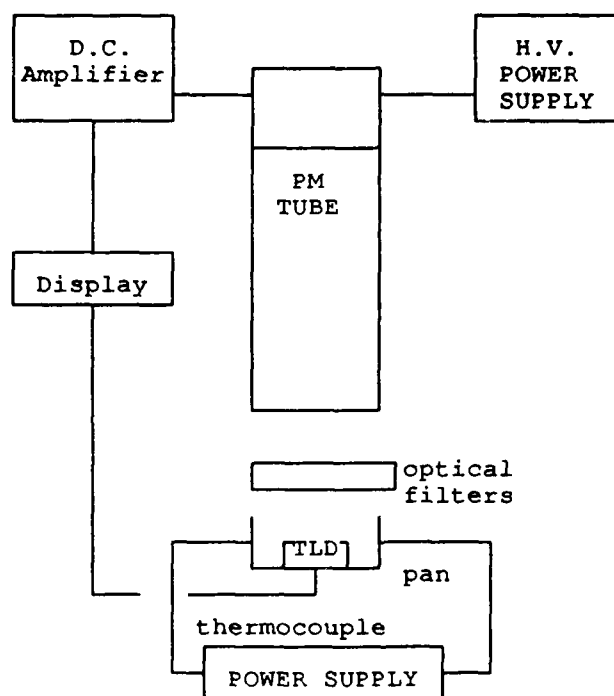 D.C.
Amplifier
H.V.
POWER
SUPPLY
PM
TUBE
Display
optical
filters
TLD
pan
thermocouple
POWER SUPPLY